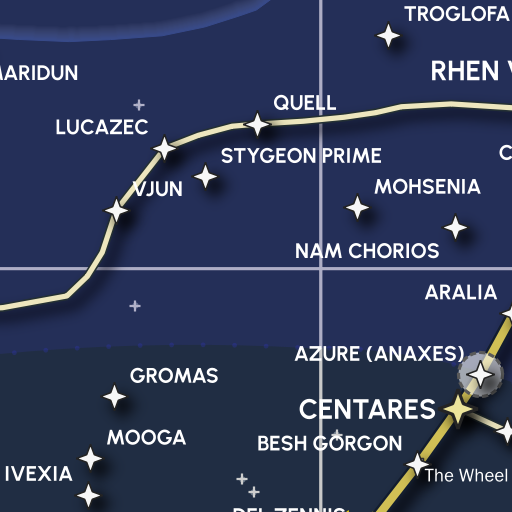 TROGLOFA
ARIDUN
RHEN
QUELL
LUCAZEC
STYGEON PRIME
C
VJUN
MOHSENIA
NAM CHORIOS
ARALIA
AZURE (ANAXES)
GROMAS
CENTARES
MOOGA
BESH GORGON
IVEXIA
The Wheel